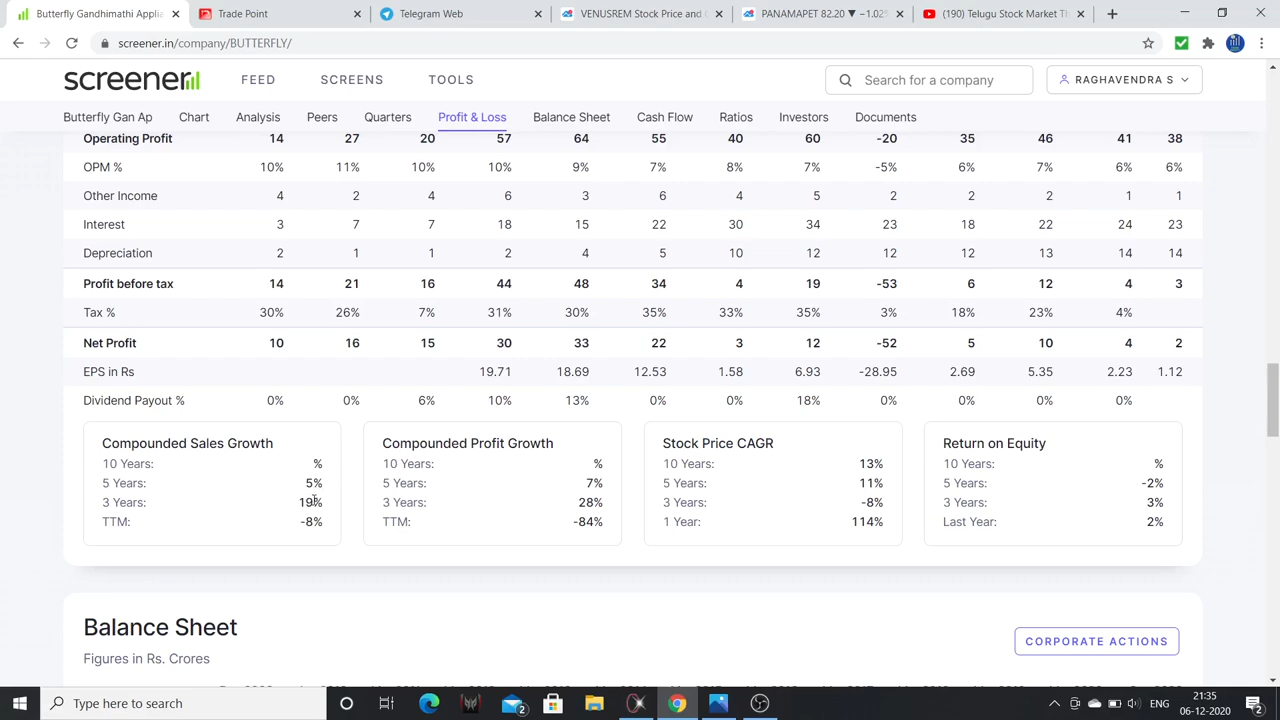 Butterfly Gandhimathi Appli
Trade Point
Telegram Web
VENUSREM Stock Price and
PANAMAPET 82.20 ▼ −1.02
(190) Telugu Stock Market Th
screener.in/company/BUTTERFLY/
screener
FEED
SCREENS
TOOLS
Search for a company
RAGHAVENDRA S
Butterfly Gan Ap
Chart
Analysis
Peers
Quarters
Profit & Loss
Balance Sheet
Cash Flow
Ratios
Investors
Documents
Operating Profit 14 27 20 57 64 55 40 60 -20 35 46 41 38
OPM % 10% 11% 10% 10% 9% 7% 8% 7% -5% 6% 7% 6% 6%
Other Income 4 2 4 6 3 6 4 5 2 2 2 1 1
Interest 3 7 7 18 15 22 30 34 23 18 22 24 23
Depreciation 2 1 1 2 4 5 10 12 12 12 13 14 14
Profit before tax 14 21 16 44 48 34 4 19 -53 6 12 4 3
Tax % 30% 26% 7% 31% 30% 35% 33% 35% 3% 18% 23% 4%
Net Profit 10 16 15 30 33 22 3 12 -52 5 10 4 2
EPS in Rs 19.71 18.69 12.53 1.58 6.93 -28.95 2.69 5.35 2.23 1.12
Dividend Payout % 0% 0% 6% 10% 13% 0% 0% 18% 0% 0% 0% 0%
Compounded Sales Growth
10 Years: %
5 Years: 5%
3 Years: 19%
TTM: -8%
Compounded Profit Growth
10 Years: %
5 Years: 7%
3 Years: 28%
TTM: -84%
Stock Price CAGR
10 Years: 13%
5 Years: 11%
3 Years: -8%
1 Year: 114%
Return on Equity
10 Years: %
5 Years: -2%
3 Years: 3%
Last Year: 2%
Balance Sheet
CORPORATE ACTIONS
Figures in Rs. Crores
Type here to search
2
ENG
21:35
06-12-2020
2